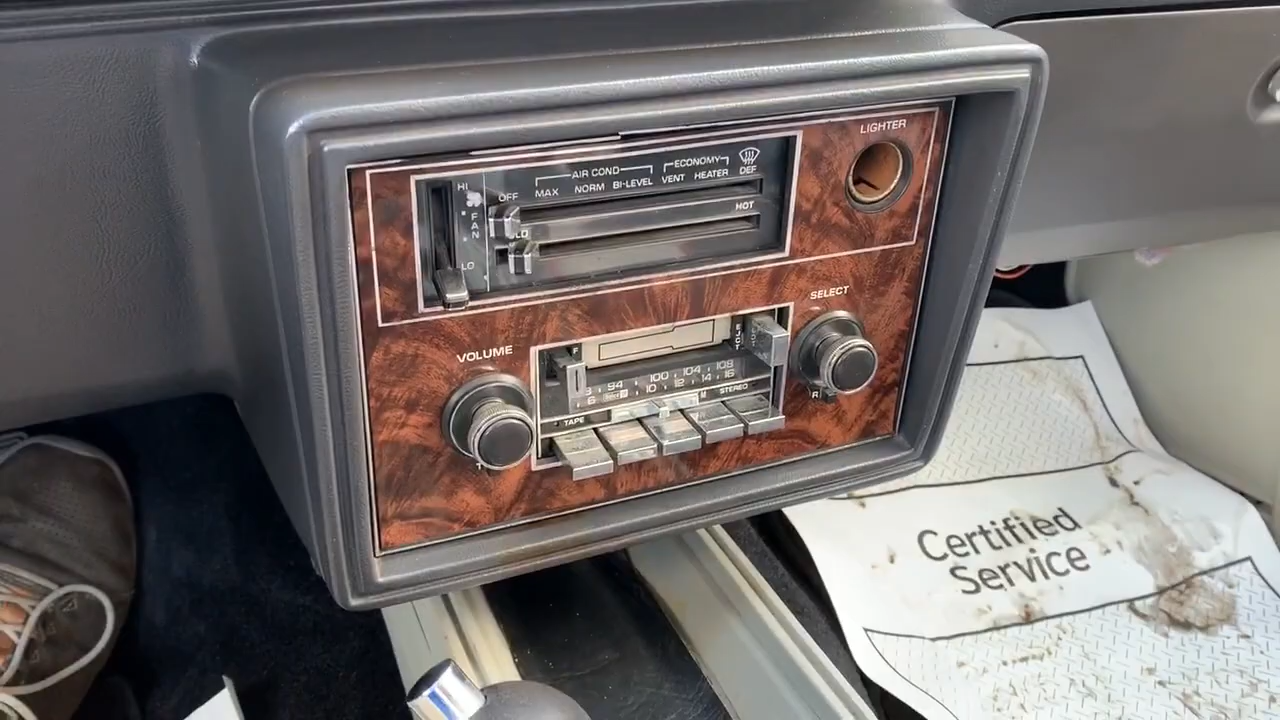 LIGHTER
HI
FAN
LO
OFF
AIR COND
MAX NORM BI-LEVEL
ECONOMY
VENT HEATER
DEF
HOT
SELECT
VOLUME
EJECT
94 100 104 108
6 10 12 14 16
TAPE
STEREO
R
Certified
Service